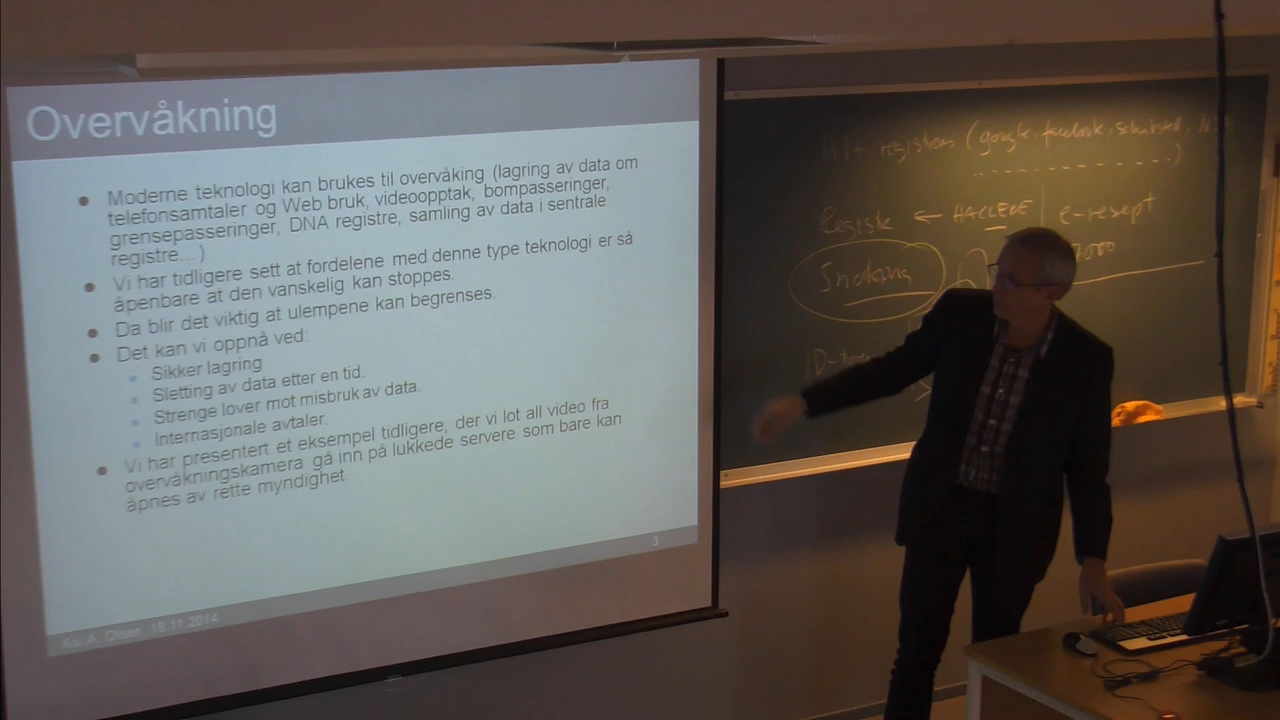 Overvåkning
Moderne teknologi kan brukes til overvåking (lagring av data om
telefonsamtaler og Web bruk, videoopptak, bompasseringer,
grensepasseringer, DNA registre, samling av data i sentrale
registre....)
Vi har tidligere sett at fordelene med denne type teknologi er så
åpenbare at den vanskelig kan stoppes.
Da blir det viktig at ulempene kan begrenses.
Det kan vi oppnå ved:
Sikker lagring
Sletting av data etter en tid.
Strenge lover mot misbruk av data.
Internasjonale avtaler.
Vi har presentert et eksempel tidligere, der vi lot all video fra
overvåkningskamera gå inn på lukkede servere som bare kan
åpnes av rette myndighet.
3
A. Olsen, 18.11.2014
(google, facebook,
e-resept
ID-